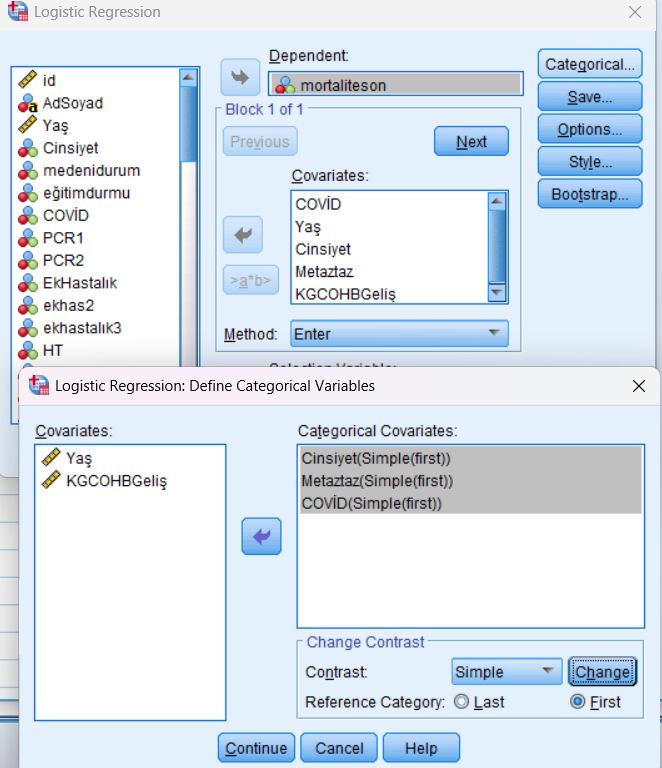 Logistic Regression
Dependent:
mortaliteson
Block 1 of 1
Previous
Next
Covariates:
COVİD
Yaş
Cinsiyet
Metaztaz
KGCOHBGeliş
>a*b>
Method:
Enter
id
AdSoyad
Yaş
Cinsiyet
medenidurum
eğitimdurmu
COVİD
PCR1
PCR2
EkHastalık
ekhas2
ekhastalık3
HT
Categorical...
Save...
Options...
Style...
Bootstrap...
Logistic Regression: Define Categorical Variables
Covariates:
Yaş
KGCOHBGeliş
Categorical Covariates:
Cinsiyet(Simple(first))
Metaztaz(Simple(first))
COVİD(Simple(first))
Change Contrast
Contrast:
Simple
Change
Reference Category:
Last
First
Continue
Cancel
Help